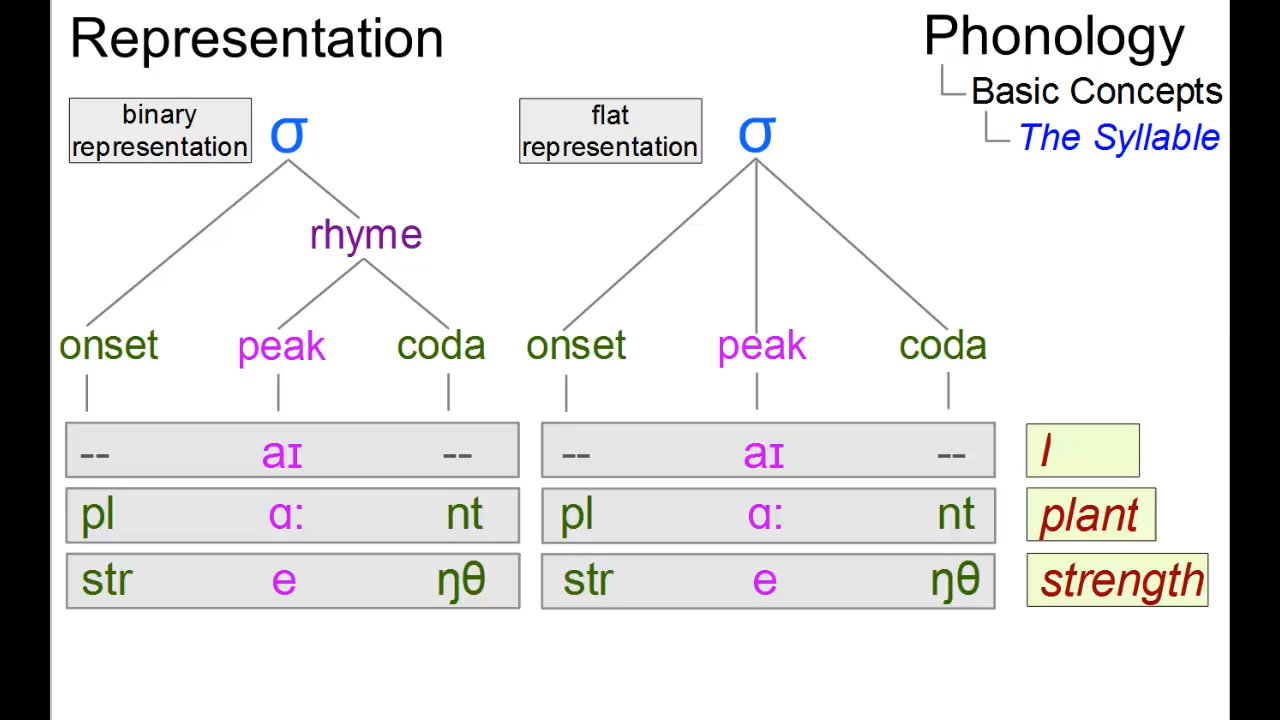 Representation
Phonology
Basic Concepts
The Syllable
binary
representation
σ
flat
representation
σ
rhyme
onset peak coda
onset peak coda
-- aɪ -- -- aɪ -- I
pl ɑ: nt pl ɑ: nt plant
str e ŋθ str e ŋθ strength